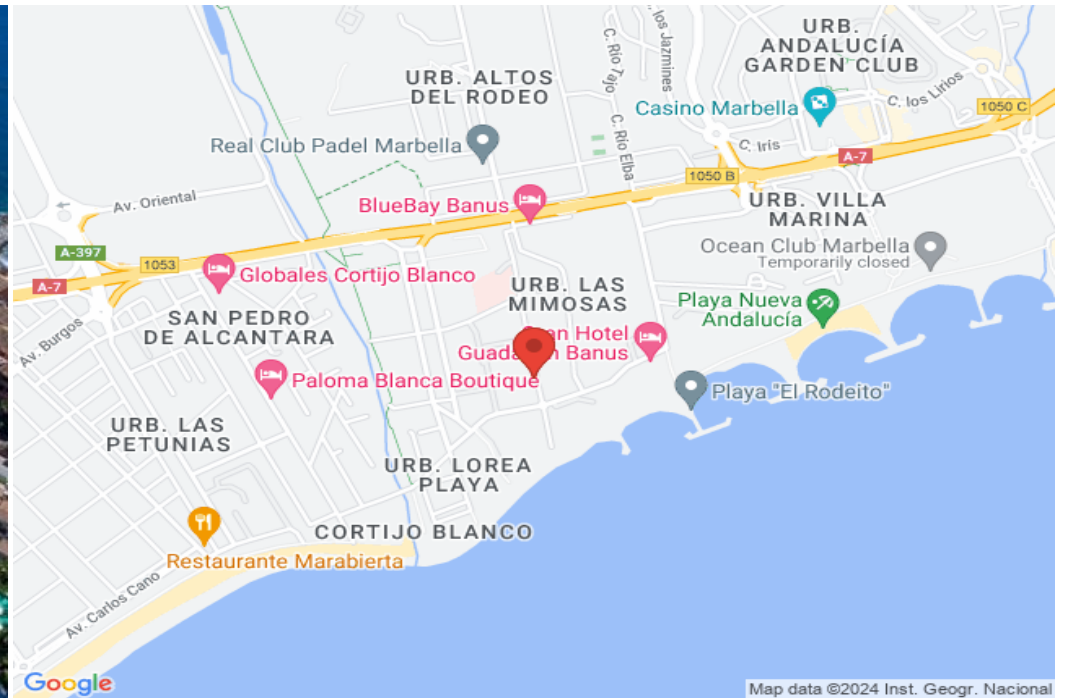 URB.
ANDALUCÍA
GARDEN CLUB
C. los Jazmines
C. Río Tajo
URB. ALTOS
DEL RODEO
C. los Lirios
Casino Marbella
1050 C
C. Río Elba
Real Club Padel Marbella
C. Iris
A-7
1050 B
Av. Oriental
BlueBay Banus
URB. VILLA
MARINA
A-397
Ocean Club Marbella
Temporarily closed
1053
Globales Cortijo Blanco
A-7
URB. LAS
MIMOSAS
Playa Nueva
Andalucía
SAN PEDRO
DE ALCANTARA
Hotel
Banus
Av. Burgos
Paloma Blanca Boutique
Playa "El Rodeito"
URB. LAS
PETUNIAS
URB. LOREA
PLAYA
CORTIJO BLANCO
Restaurante Marabierta
Av. Carlos Cano
Google
Map data ©2024 Inst. Geogr. Nacional